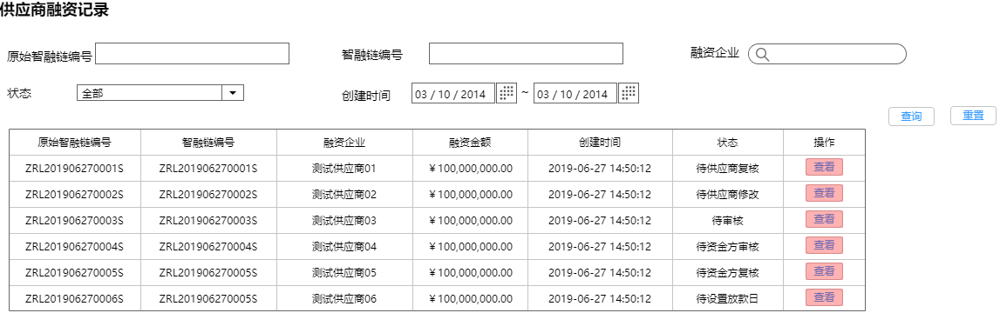 供应商融资记录
原始智融链编号 智融链编号 融资企业
状态 全部 创建时间 03 / 10 / 2014 ~ 03 / 10 / 2014
查询 重置
原始智融链编号 智融链编号 融资企业 融资金额 创建时间 状态 操作
ZRL201906270001S ZRL201906270001S 测试供应商01 ￥100,000,000.00 2019-06-27 14:50:12 待供应商复核 查看
ZRL201906270002S ZRL201906270002S 测试供应商02 ￥100,000,000.00 2019-06-27 14:50:12 待供应商修改 查看
ZRL201906270003S ZRL201906270003S 测试供应商03 ￥100,000,000.00 2019-06-27 14:50:12 待审核 查看
ZRL201906270004S ZRL201906270004S 测试供应商04 ￥100,000,000.00 2019-06-27 14:50:12 待资金方审核 查看
ZRL201906270005S ZRL201906270005S 测试供应商05 ￥100,000,000.00 2019-06-27 14:50:12 待资金方复核 查看
ZRL201906270006S ZRL201906270005S 测试供应商06 ￥100,000,000.00 2019-06-27 14:50:12 待设置放款日 查看